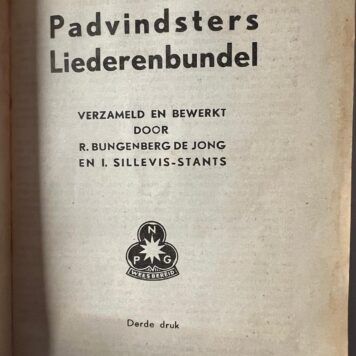 Padvindsters
Liederenbundel
VERZAMELD EN BEWERKT
DOOR
R. BUNGENBERG DE JONG
EN I. SILLEVIS-STANTS
N
P G
WEES BEREID
Derde druk